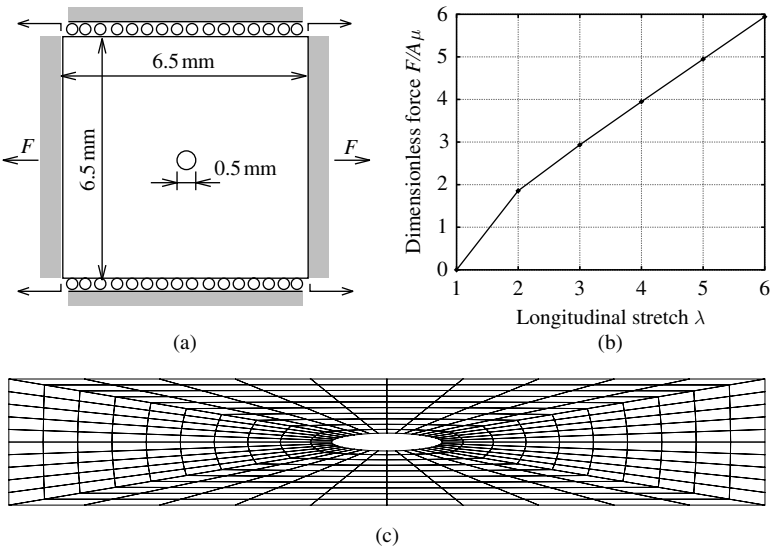 6.5 mm
F
F
6.5 mm
0.5 mm
(a)
Dimensionless force F/Aμ
6
5
4
3
2
1
0
1 2 3 4 5 6
Longitudinal stretch λ
(b)
(c)